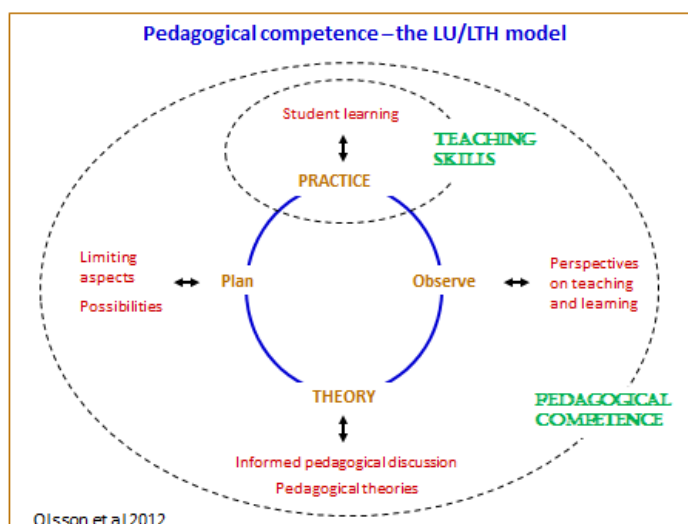 Pedagogical competence – the LU/LTH model
Student learning
TEACHING
SKILLS
PRACTICE
Limiting
aspects
Possibilities
Plan
Observe
Perspectives
on teaching
and learning
THEORY
PEDAGOGICAL
COMPETENCE
Informed pedagogical discussion
Pedagogical theories
Olsson et al 2012